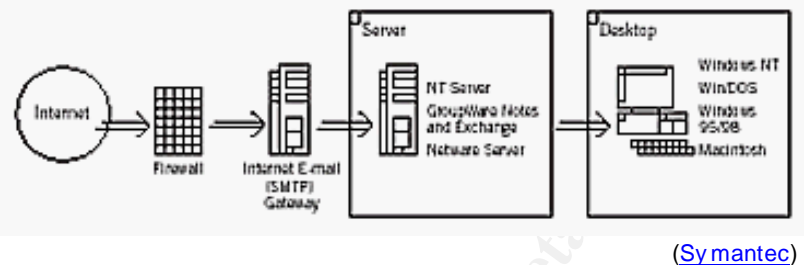 Server
Desktop
Internet
Firewall
Internet E-mail
(SMTP)
Gateway
NT Server
GroupWare Notes
and Exchange
Netware Server
Windows NT
Win/DOS
Windows
95/98
Macintosh
(Symantec)